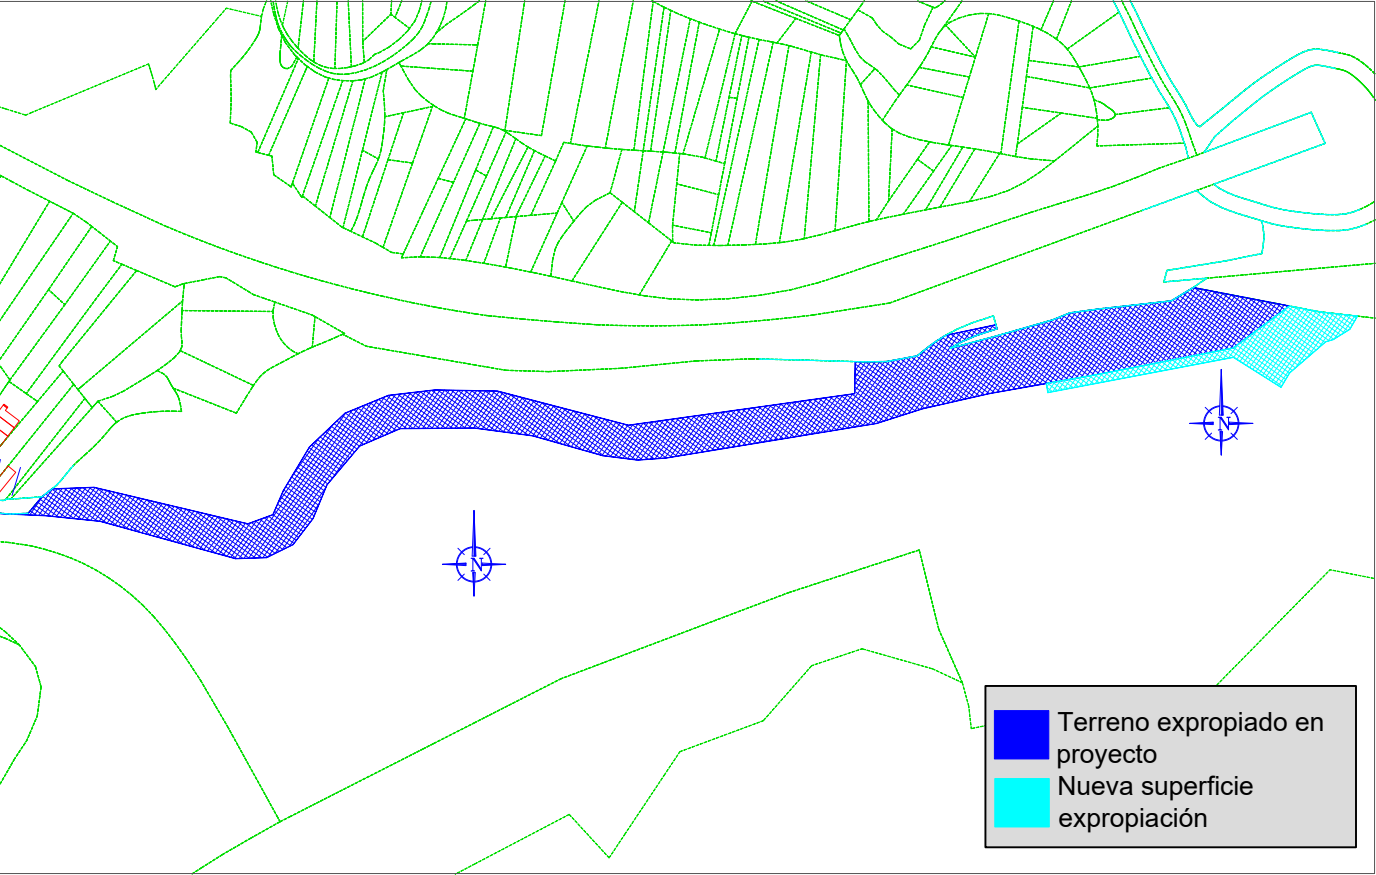 N
N
Terreno expropiado en
proyecto
Nueva superficie
expropiación